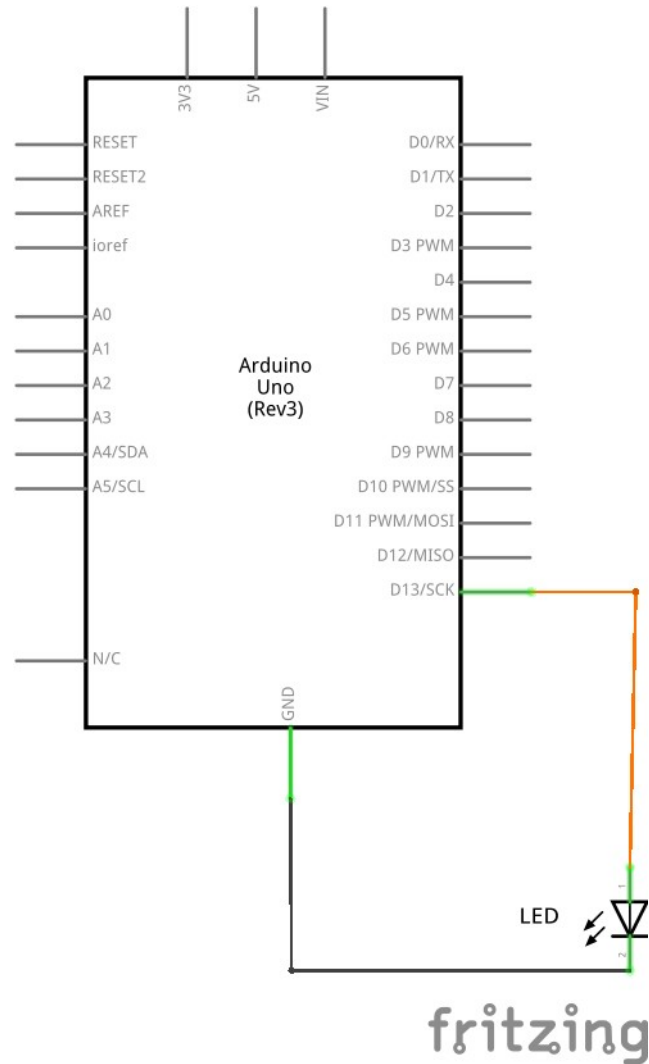 3V3
5V
VIN
RESET
RESET2
AREF
ioref
A0
A1
A2
A3
A4/SDA
A5/SCL
N/C
Arduino
Uno
(Rev3)
D0/RX
D1/TX
D2
D3 PWM
D4
D5 PWM
D6 PWM
D7
D8
D9 PWM
D10 PWM/SS
D11 PWM/MOSI
D12/MISO
D13/SCK
GND
1
LED
2
fritzing